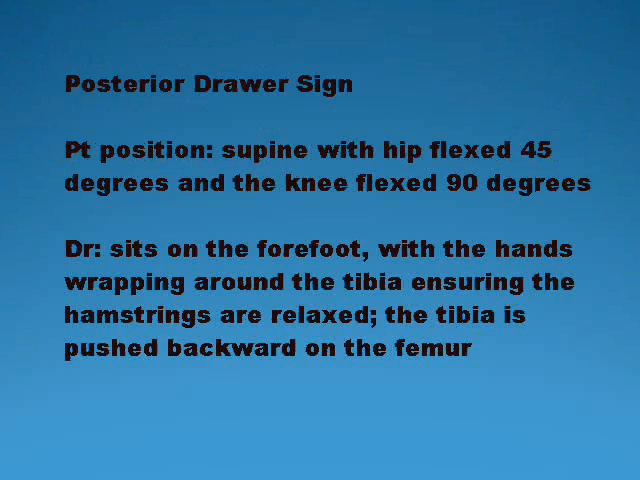 Posterior Drawer Sign
Pt position: supine with hip flexed 45
degrees and the knee flexed 90 degrees
Dr: sits on the forefoot, with the hands
wrapping around the tibia ensuring the
hamstrings are relaxed; the tibia is
pushed backward on the femur